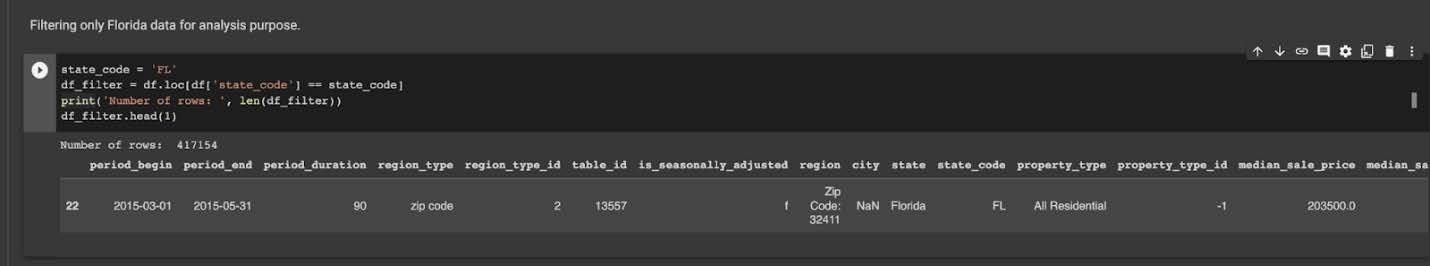 Filtering only Florida data for analysis purpose.
state_code = 'FL'
df_filter = df.loc[df['state_code'] == state_code]
print('Number of rows: ', len(df_filter))
df_filter.head(1)
Number of rows:  417154
period_begin period_end period_duration region_type region_type_id table_id is_seasonally_adjusted region city state state_code property_type property_type_id median_sale_price median_sa
22 2015-03-01 2015-05-31 90 zip code 2 13557 f Zip Code: 32411 NaN Florida FL All Residential -1 203500.0